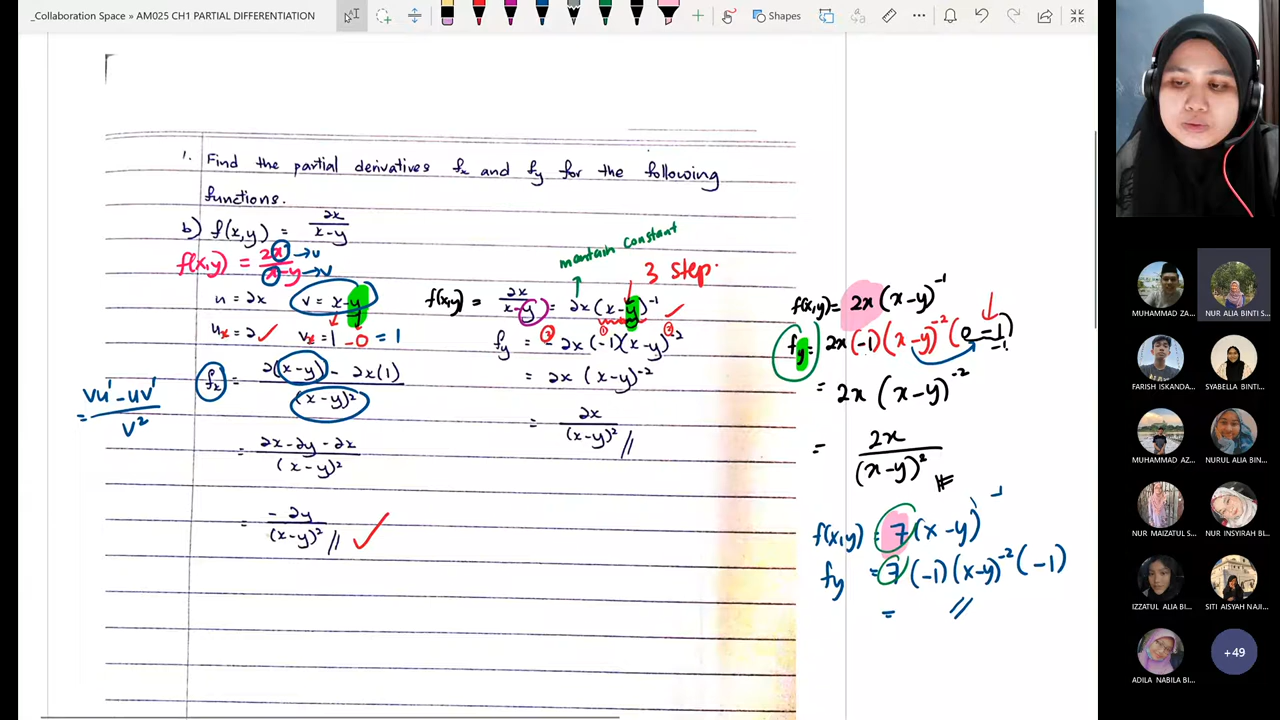 _Collaboration Space » AM025 CH1 PARTIAL DIFFERENTIATION
Shapes
1. Find the partial derivatives fx and fy for the following
functions.
b) f(x,y) = 2x / x-y
f(x,y) = 2x → u / x-y → v
u = 2x v = x-y
ux = 2 ✓ vx = 1 - 0 = 1
fx = 2(x-y) - 2x(1) / (x-y)²
= vu' - uv' / v²
= 2x - 2y - 2x / (x-y)²
= -2y / (x-y)² // ✓
maintain constant
3 step.
f(x,y) = 2x / x-y = 2x (x-y)⁻¹ ✓
② ① ③
fy = - 2x (-1)(x-y)⁻²
= 2x (x-y)⁻²
= 2x / (x-y)² //
f(x,y) = 2x (x-y)⁻¹
fy = 2x (-1) (x-y)⁻² (0-1)
= 2x (x-y)⁻²
= 2x / (x-y)² #
f(x,y) = 7 (x-y)⁻¹
fy = 7 (-1) (x-y)⁻² (-1)
= //
MUHAMMAD ZA...
NUR ALIA BINTI S...
FARISH ISKANDA...
SYABELLA BINTI...
MUHAMMAD AZ...
NURUL ALIA BIN...
NUR MAIZATUL S...
NUR INSYIRAH BI...
IZZATUL ALIA BI...
SITI AISYAH NAJI...
ADILA NABILA BI...
+49